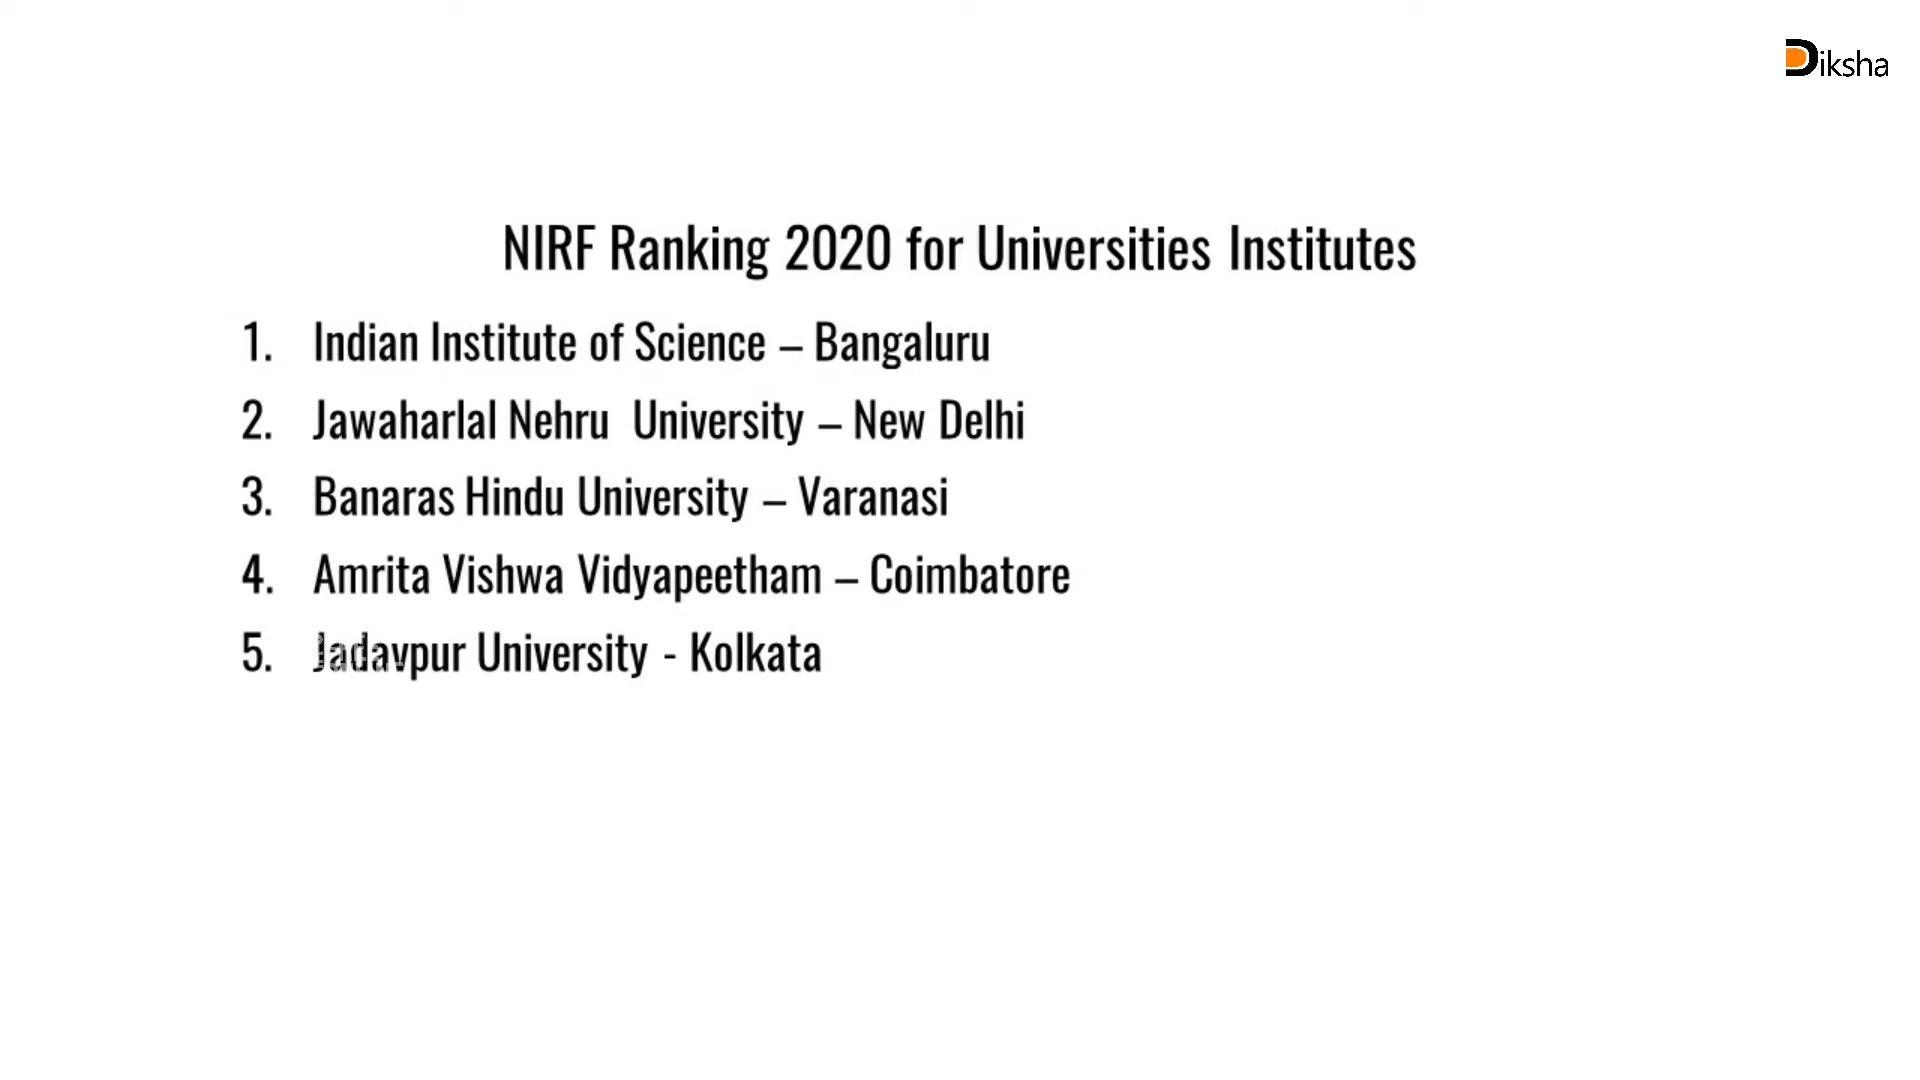 Diksha
NIRF Ranking 2020 for Universities Institutes
1. Indian Institute of Science – Bangaluru
2. Jawaharlal Nehru University – New Delhi
3. Banaras Hindu University – Varanasi
4. Amrita Vishwa Vidyapeetham – Coimbatore
5. Jadavpur University - Kolkata